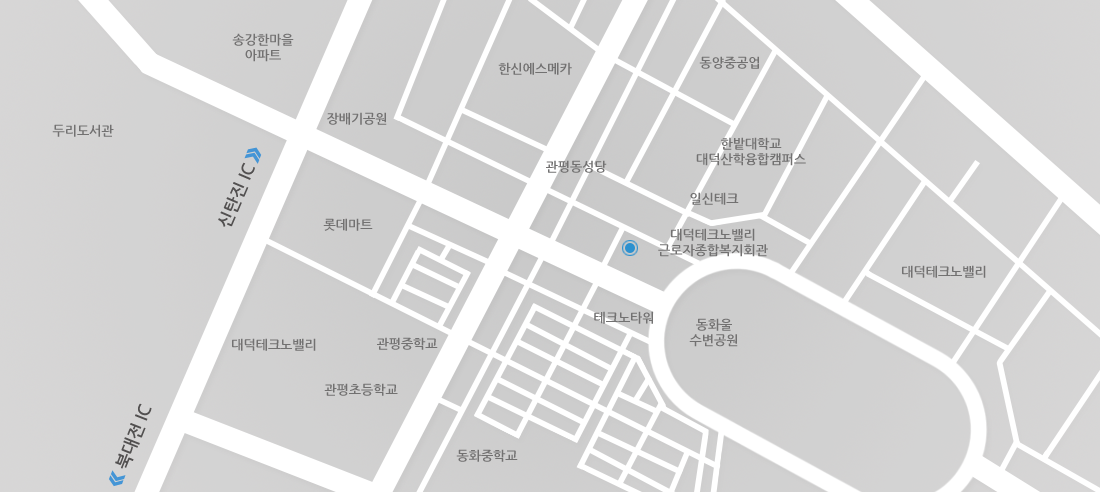 송강한마을
아파트
한신에스메카
동양중공업
장배기공원
두리도서관
한밭대학교
대덕산학융합캠퍼스
관평동성당
신탄진 IC
일신테크
롯데마트
대덕테크노밸리
근로자종합복지회관
대덕테크노밸리
테크노타워
동화울
수변공원
대덕테크노밸리
관평중학교
관평초등학교
북대전 IC
동화중학교